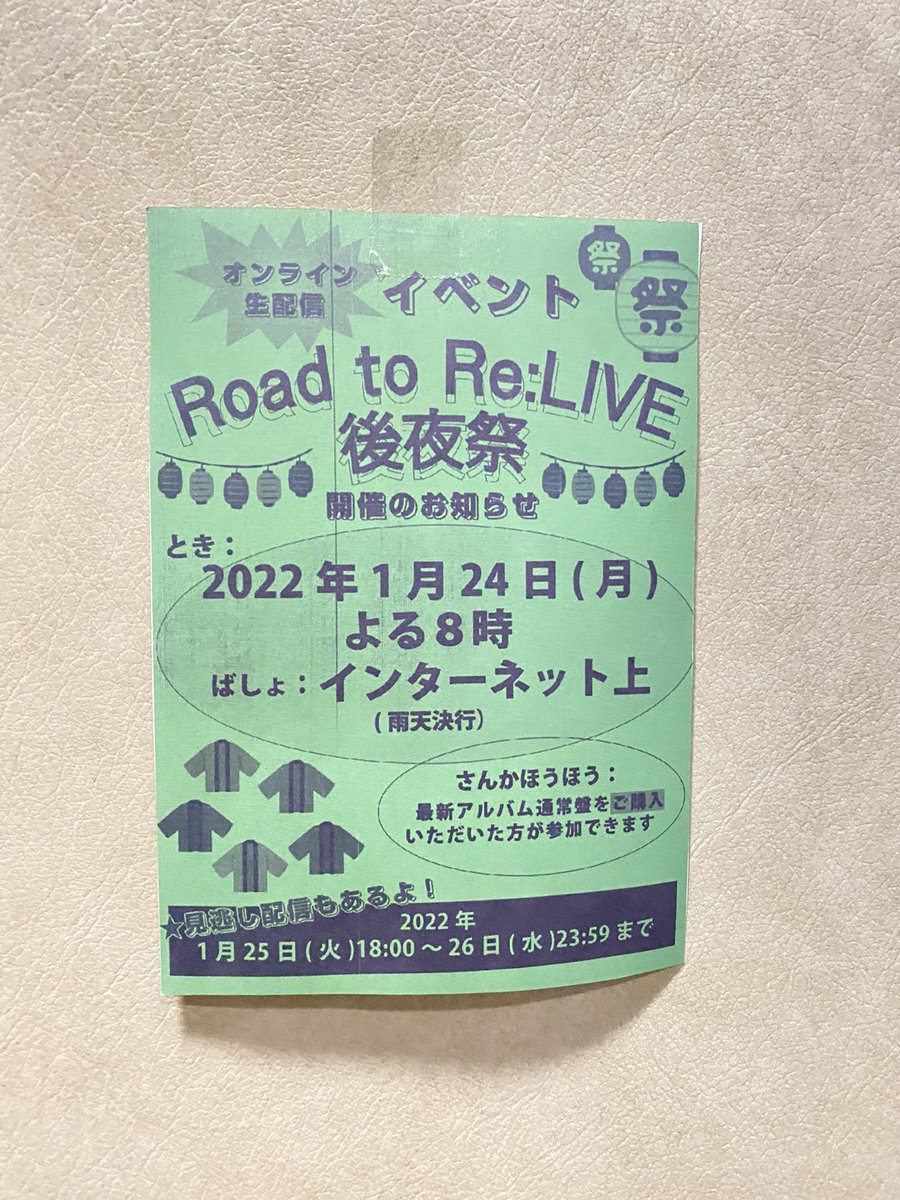 オンライン
生配信
イベント
祭
祭
Road to Re:LIVE
後夜祭
開催のお知らせ
とき：
2022年1月24日(月)
よる8時
ばしょ：インターネット上
(雨天決行)
さんかほうほう：
最新アルバム通常盤をご購入
いただいた方が参加できます
★見逃し配信もあるよ！
2022年
1月25日(火)18:00～26日(水)23:59まで